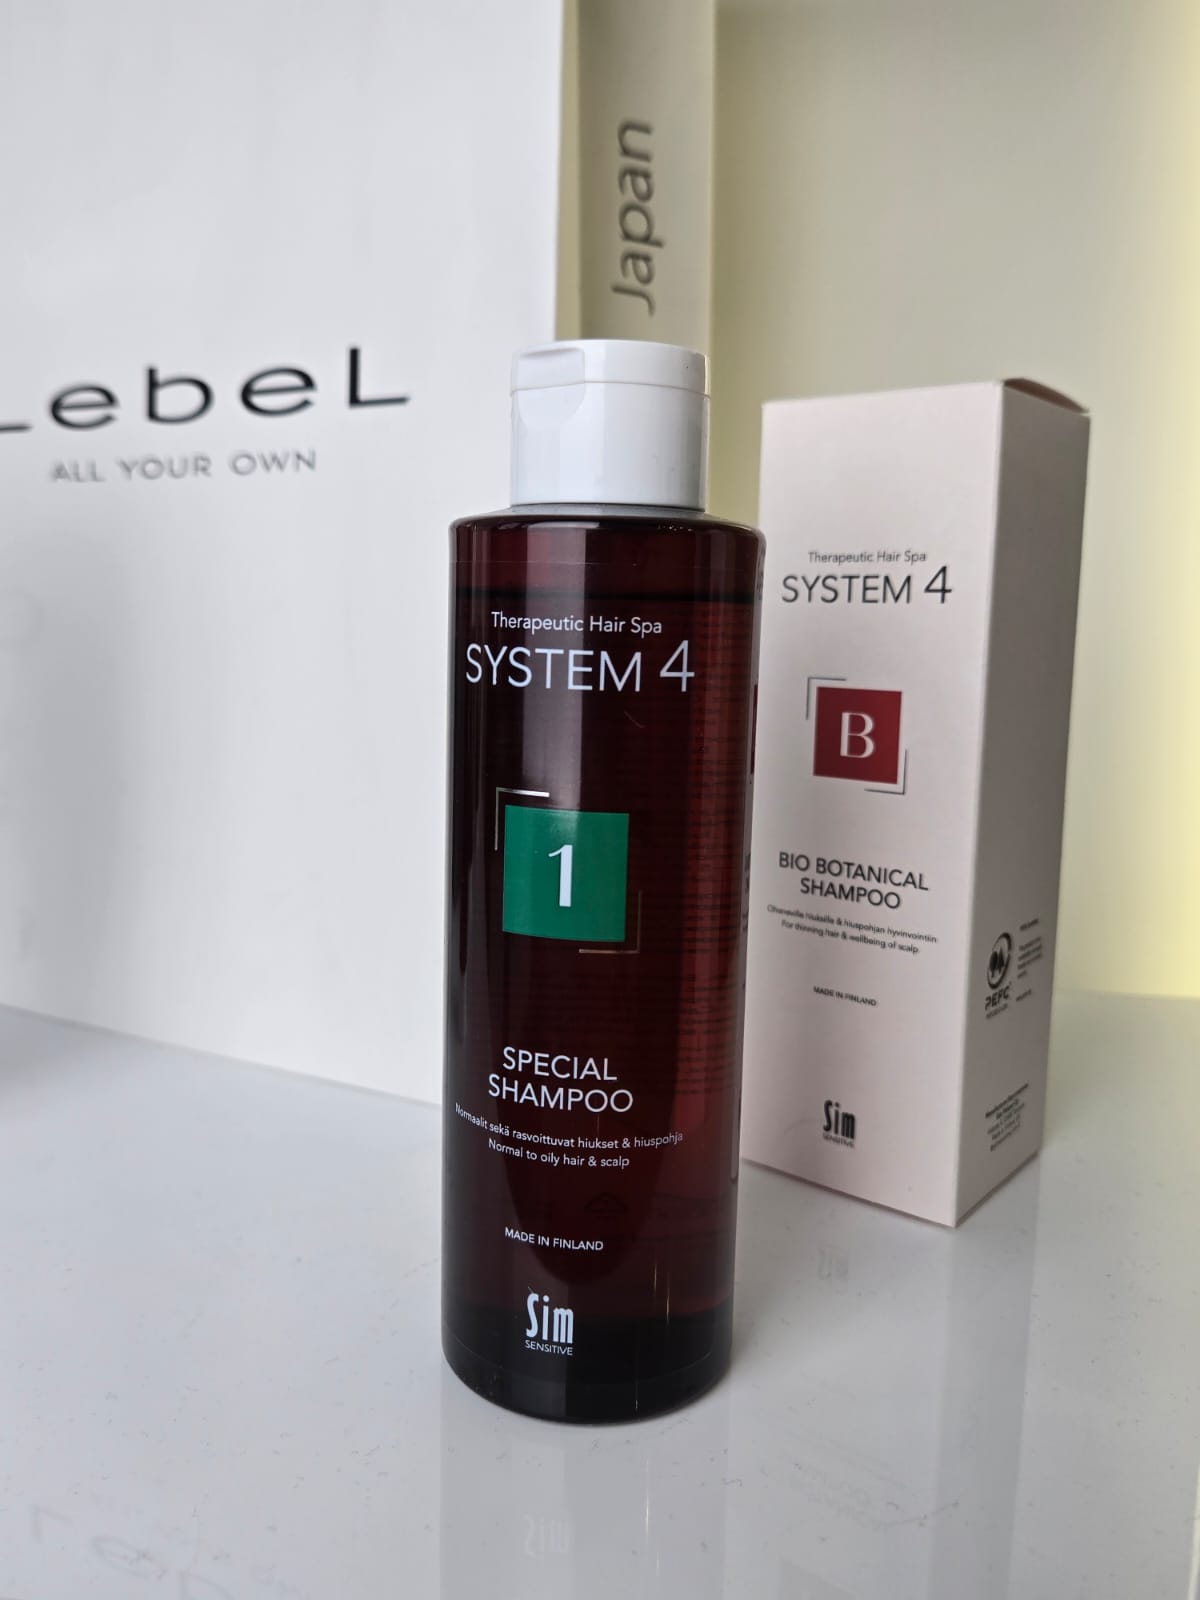 LebeL
ALL YOUR OWN
Japan
Therapeutic Hair Spa
SYSTEM 4
1
SPECIAL
SHAMPOO
Normaalit sekä rasvoittuvat hiukset & hiuspohja
Normal to oily hair & scalp
MADE IN FINLAND
Sim
SENSITIVE
Therapeutic Hair Spa
SYSTEM 4
B
BIO BOTANICAL
SHAMPOO
Oheneville hiuksille & hiuspohjan hyvinvointiin
For thinning hair & wellbeing of scalp.
MADE IN FINLAND
Sim
SENSITIVE
PEFC